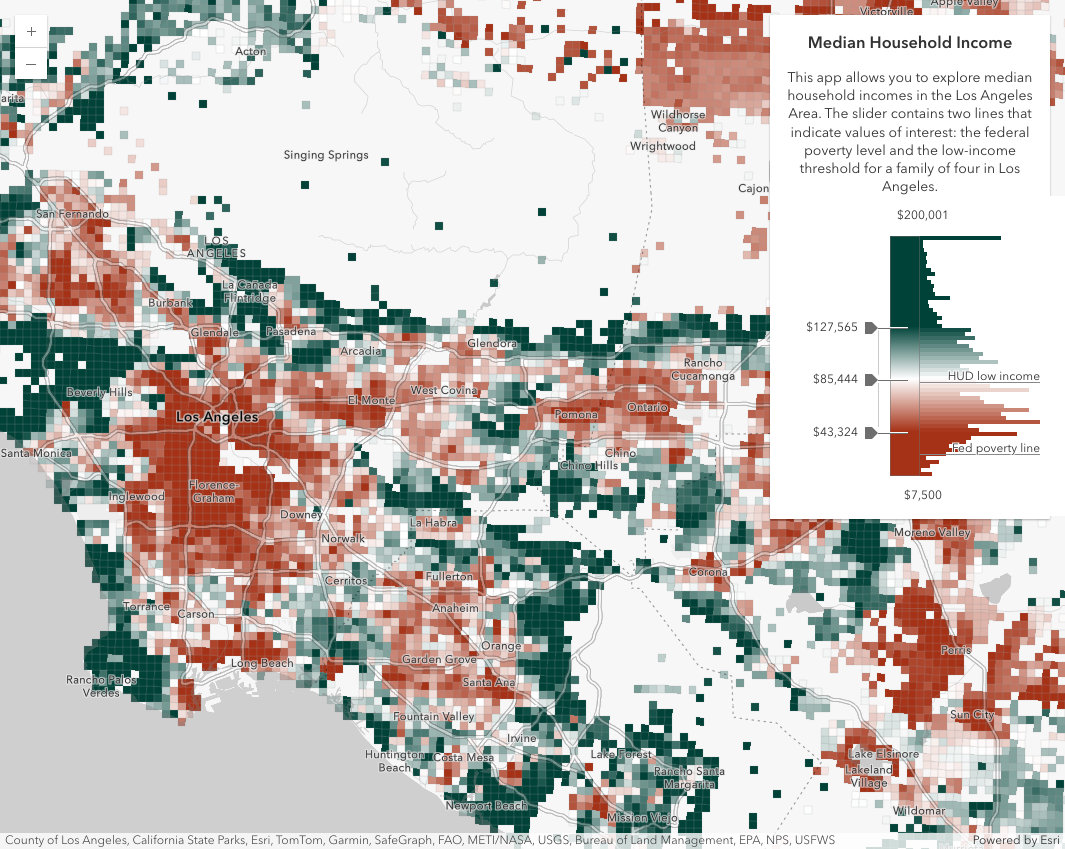 Victorville
Apple Valley
+
−
Acton
arita
Median Household Income
This app allows you to explore median
household incomes in the Los Angeles
Area. The slider contains two lines that
indicate values of interest: the federal
poverty level and the low-income
threshold for a family of four in Los
Angeles.
Wildhorse
Canyon
Wrightwood
Singing Springs
Cajon
San Fernando
$200,001
LOS
ANGELES
La Cañada
Flintridge
Burbank
Glendale
Pasadena
$127,565
Arcadia
Glendora
Rancho
Cucamonga
$85,444
HUD low income
Beverly Hills
West Covina
El Monte
Los Angeles
Pomona
Ontario
$43,324
Santa Monica
Chino
Chino Hills
Fed poverty line
Inglewood
Florence-
Graham
$7,500
Downey
La Habra
Norwalk
Moreno Valley
Cerritos
Fullerton
Corona
Torrance
Carson
Anaheim
Orange
Perris
Long Beach
Garden Grove
Rancho Palos
Verdes
Santa Ana
Fountain Valley
Sun City
Irvine
Huntington
Beach
Costa Mesa
Lake Forest
Lake Elsinore
Rancho Santa
Margarita
Lakeland
Village
Newport Beach
Mission Viejo
Wildomar
County of Los Angeles, California State Parks, Esri, TomTom, Garmin, SafeGraph, FAO, METI/NASA, USGS, Bureau of Land Management, EPA, NPS, USFWS
Powered by Esri